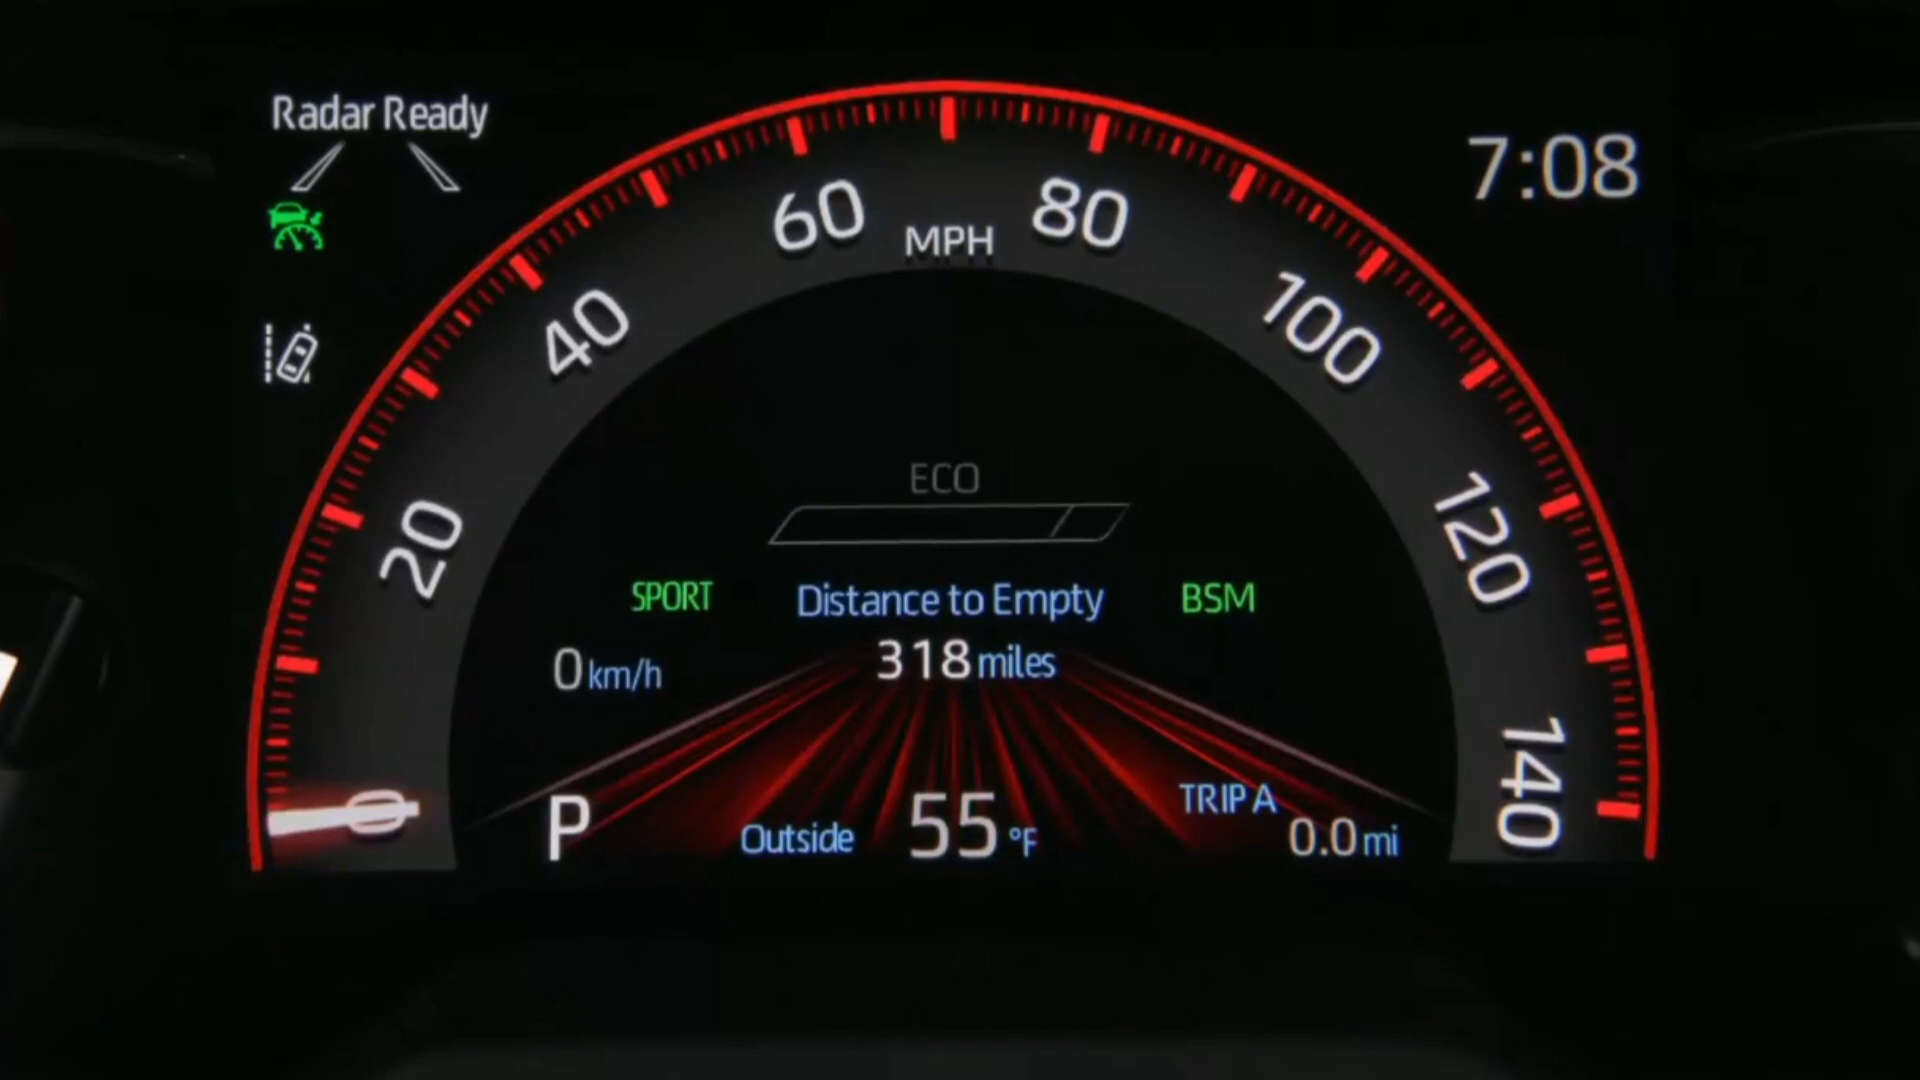 Radar Ready
7:08
0
20
40
60
MPH
80
100
120
140
ECO
SPORT
Distance to Empty
BSM
0 km/h
318 miles
P
Outside 55 °F
TRIP A
0.0 mi